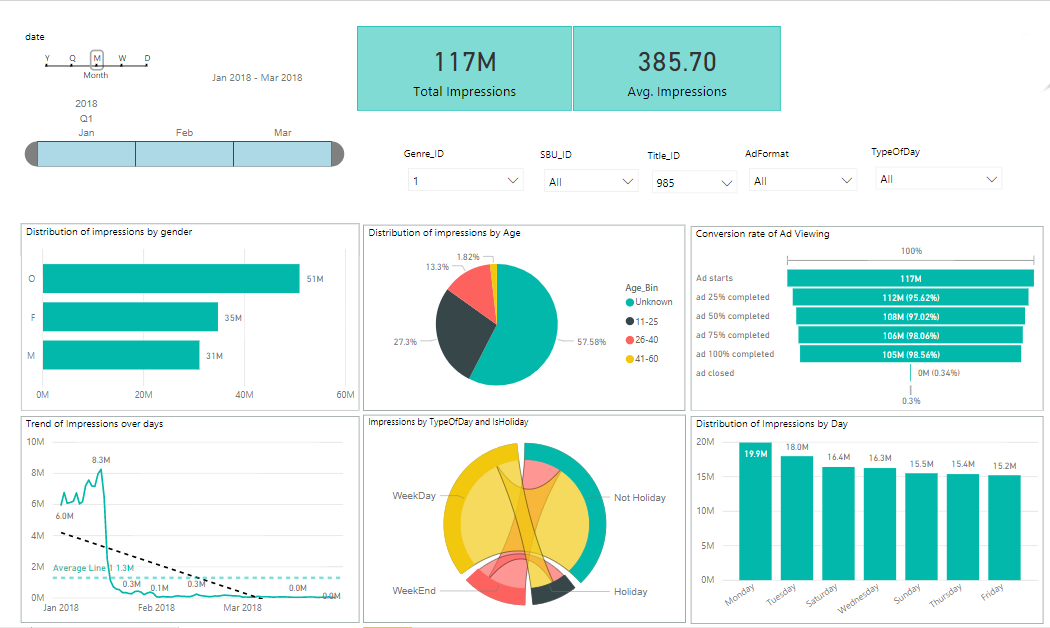 date
Y Q M W D
Month
Jan 2018 - Mar 2018
2018
Q1
Jan Feb Mar
117M
Total Impressions
385.70
Avg. Impressions
Genre_ID SBU_ID Title_ID AdFormat TypeOfDay
1 All 985 All All
Distribution of impressions by gender
O 51M
F 35M
M 31M
0M 20M 40M 60M
Distribution of impressions by Age
1.82%
13.3%
27.3%
57.58%
Age_Bin
Unknown
11-25
26-40
41-60
Conversion rate of Ad Viewing
100%
Ad starts 117M
ad 25% completed 112M (95.62%)
ad 50% completed 108M (97.02%)
ad 75% completed 106M (98.06%)
ad 100% completed 105M (98.56%)
ad closed 0M (0.34%)
0.3%
Trend of Impressions over days
10M
8M
6M
4M
2M
0M
8.3M
6.0M
Average Line 1 1.3M
0.3M 0.1M 0.3M 0.0M 0.0M
Jan 2018 Feb 2018 Mar 2018
Impressions by TypeOfDay and IsHoliday
WeekDay
Not Holiday
WeekEnd
Holiday
Distribution of Impressions by Day
20M
15M
10M
5M
0M
19.9M 18.0M 16.4M 16.3M 15.5M 15.4M 15.2M
Monday Tuesday Saturday Wednesday Sunday Thursday Friday